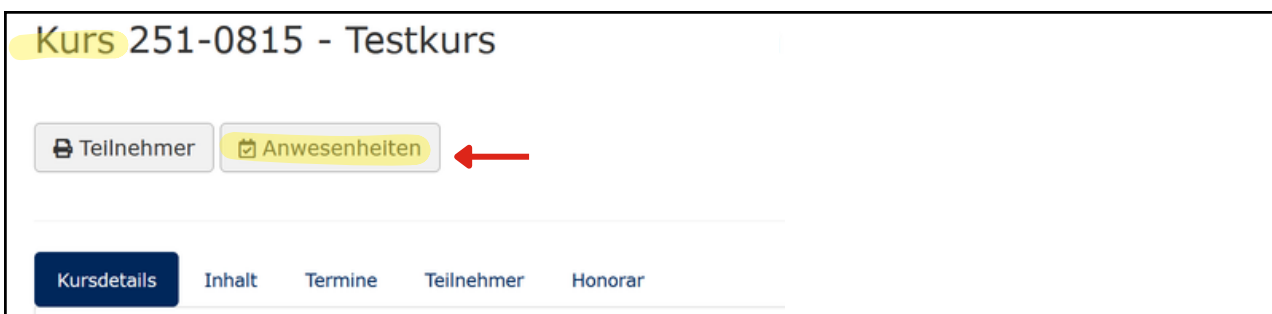 Kurs 251-0815 - Testkurs
Teilnehmer Anwesenheiten
Kursdetails Inhalt Termine Teilnehmer Honorar